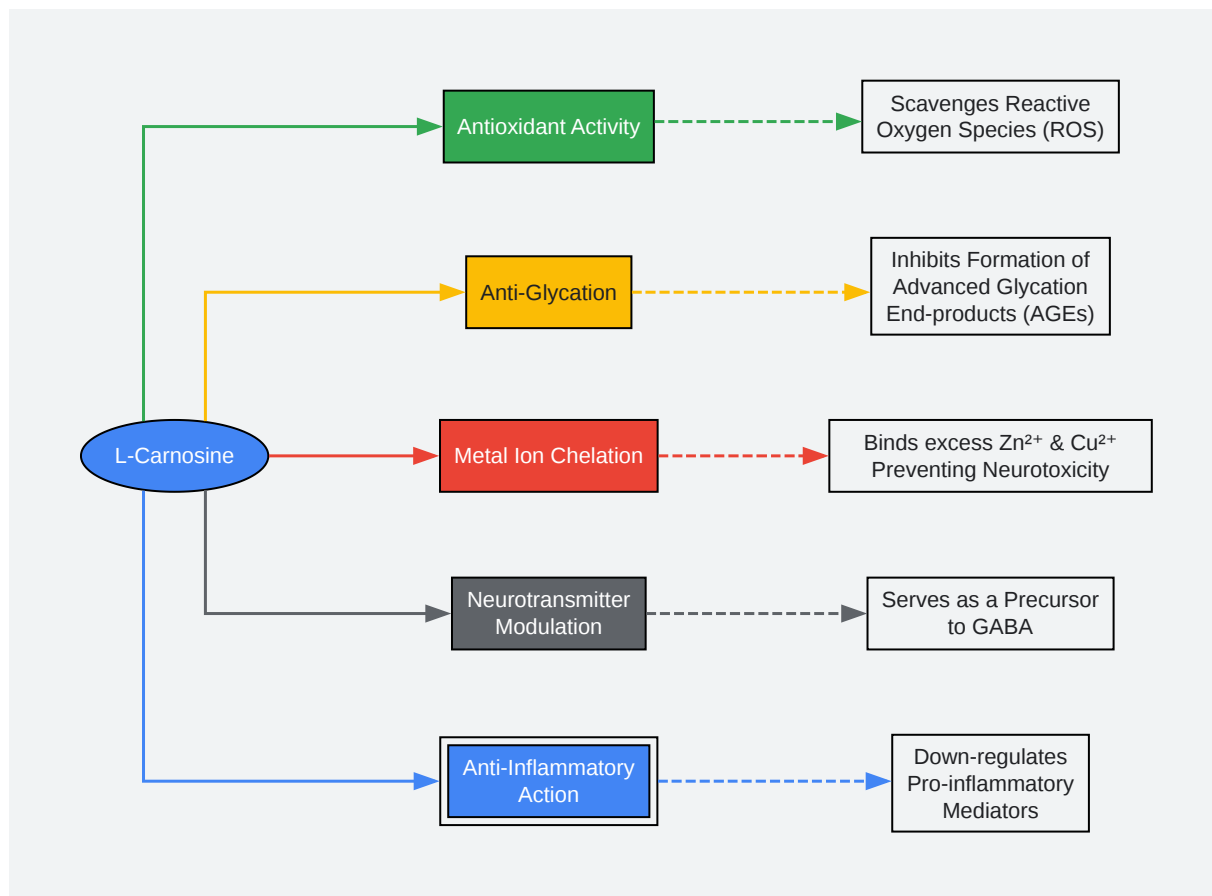 Antioxidant Activity
Scavenges Reactive
Oxygen Species (ROS)
Anti-Glycation
Inhibits Formation of
Advanced Glycation
End-products (AGEs)
L-Carnosine
Metal Ion Chelation
Binds excess Zn²⁺ & Cu²⁺
Preventing Neurotoxicity
Neurotransmitter
Modulation
Serves as a Precursor
to GABA
Anti-Inflammatory
Action
Down-regulates
Pro-inflammatory
Mediators